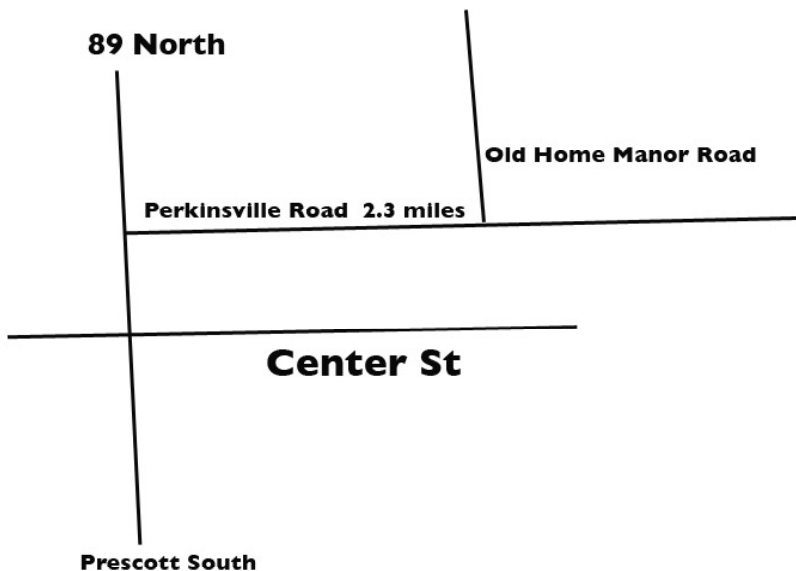 89 North
Old Home Manor Road
Perkinsville Road 2.3 miles
Center St
Prescott South